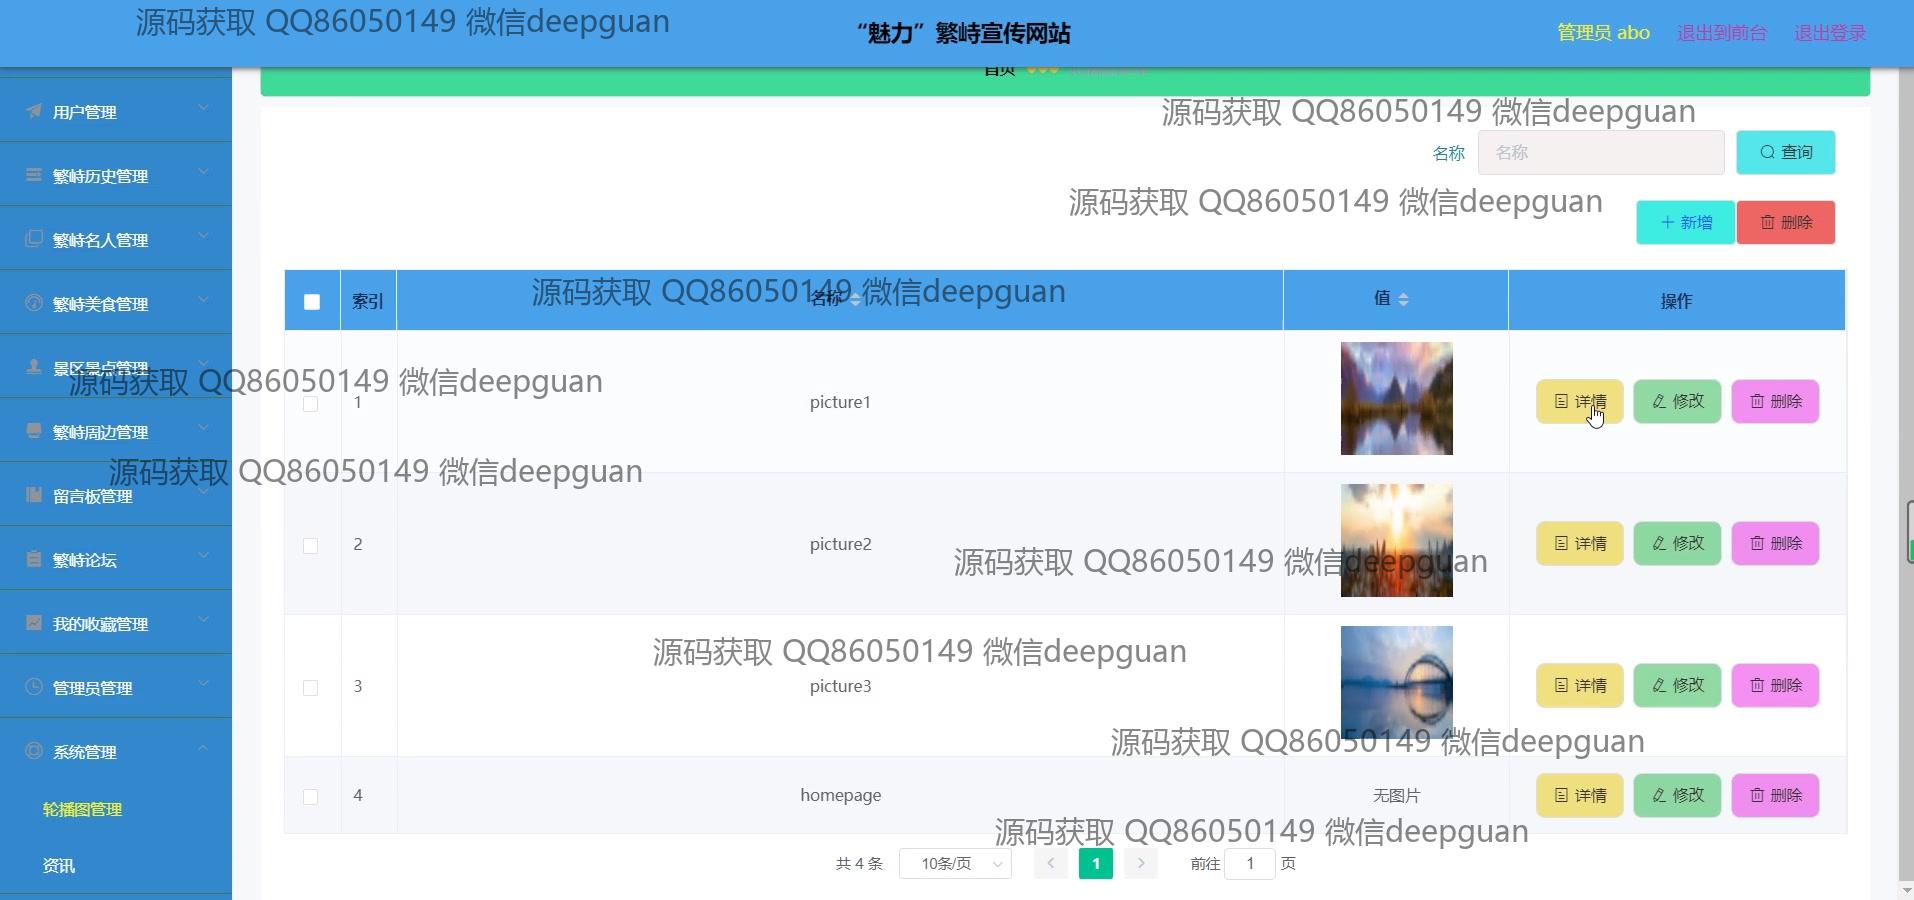 源码获取 QQ86050149 微信deepguan
“魅力”繁峙宣传网站
管理员 abo
退出到前台
退出登录
首页
源码获取 QQ86050149 微信deepguan
名称
名称
查询
源码获取 QQ86050149 微信deepguan
新增
删除
用户管理
繁峙历史管理
繁峙名人管理
繁峙美食管理
景区景点管理
繁峙周边管理
留言板管理
繁峙论坛
我的收藏管理
管理员管理
系统管理
轮播图管理
资讯
索引
名称
值
操作
源码获取 QQ86050149 微信deepguan
源码获取 QQ86050149 微信deepguan
1
picture1
详情
修改
删除
源码获取 QQ86050149 微信deepguan
2
picture2
详情
修改
删除
源码获取 QQ86050149 微信deepguan
源码获取 QQ86050149 微信deepguan
3
picture3
详情
修改
删除
源码获取 QQ86050149 微信deepguan
4
homepage
无图片
详情
修改
删除
源码获取 QQ86050149 微信deepguan
共 4 条
10条/页
1
前往 1 页